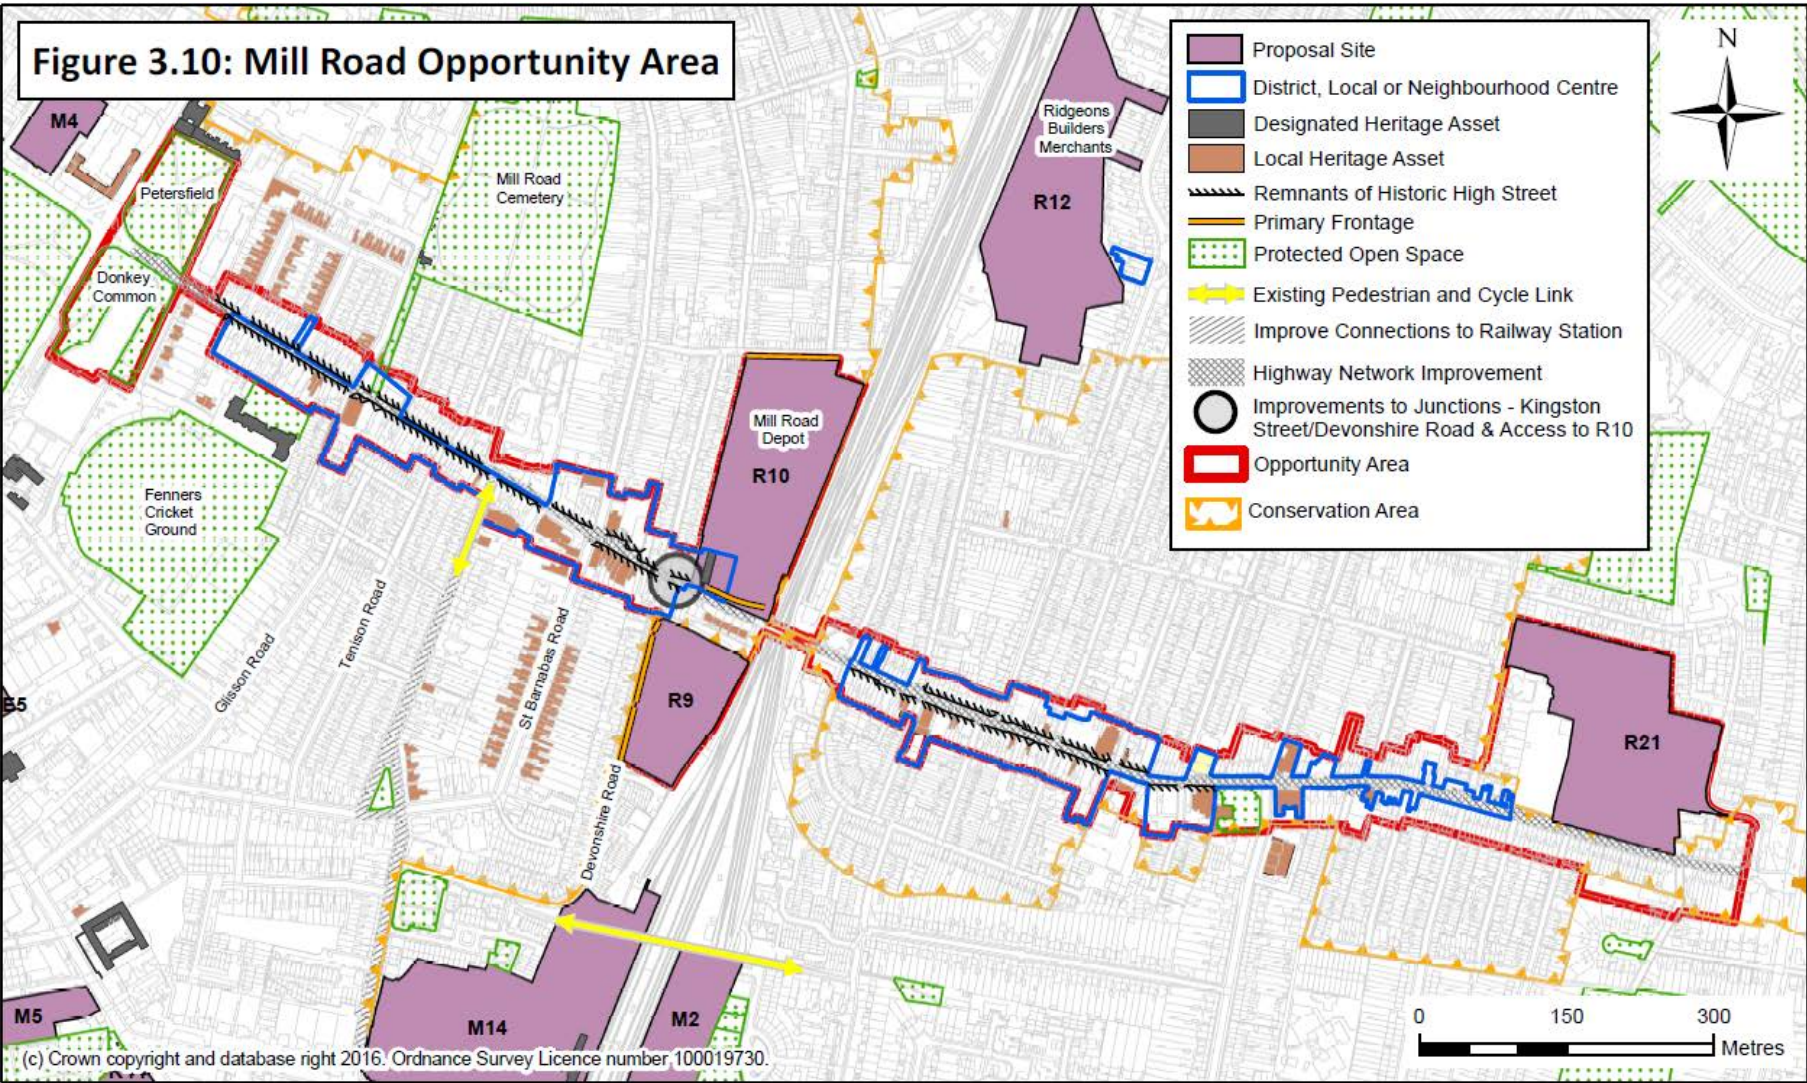 Figure 3.10: Mill Road Opportunity Area
Proposal Site
District, Local or Neighbourhood Centre
Designated Heritage Asset
Local Heritage Asset
Remnants of Historic High Street
Primary Frontage
Protected Open Space
Existing Pedestrian and Cycle Link
Improve Connections to Railway Station
Highway Network Improvement
Improvements to Junctions - Kingston
Street/Devonshire Road & Access to R10
Opportunity Area
Conservation Area
N
M4
Petersfield
Donkey
Common
Mill Road
Cemetery
Ridgeons
Builders
Merchants
R12
Mill Road
Depot
R10
Fenners
Cricket
Ground
Glisson Road
Tenison Road
St Barnabas Road
Devonshire Road
R9
R21
M5
M14
M2
0 150 300
Metres
(c) Crown copyright and database right 2016. Ordnance Survey Licence number 100019730.